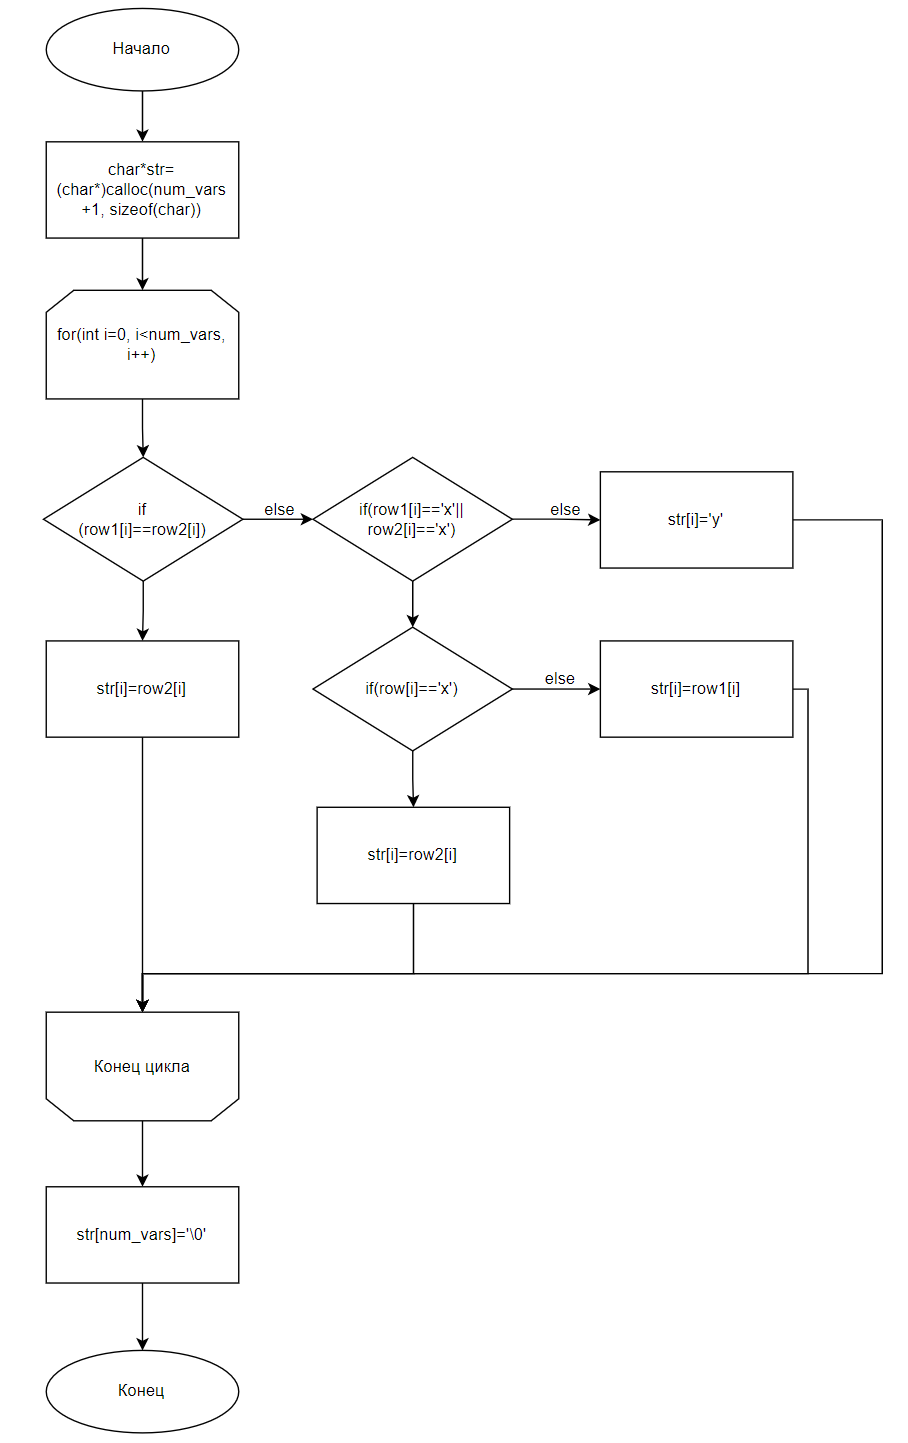 Начало
char*str=
(char*)calloc(num_vars
+1, sizeof(char))
for(int i=0, i<num_vars,
i++)
if
(row1[i]==row2[i])
else
if(row1[i]=='x'||
row2[i]=='x')
else
str[i]='y'
str[i]=row2[i]
if(row[i]=='x')
else
str[i]=row1[i]
str[i]=row2[i]
Конец цикла
str[num_vars]='\0'
Конец